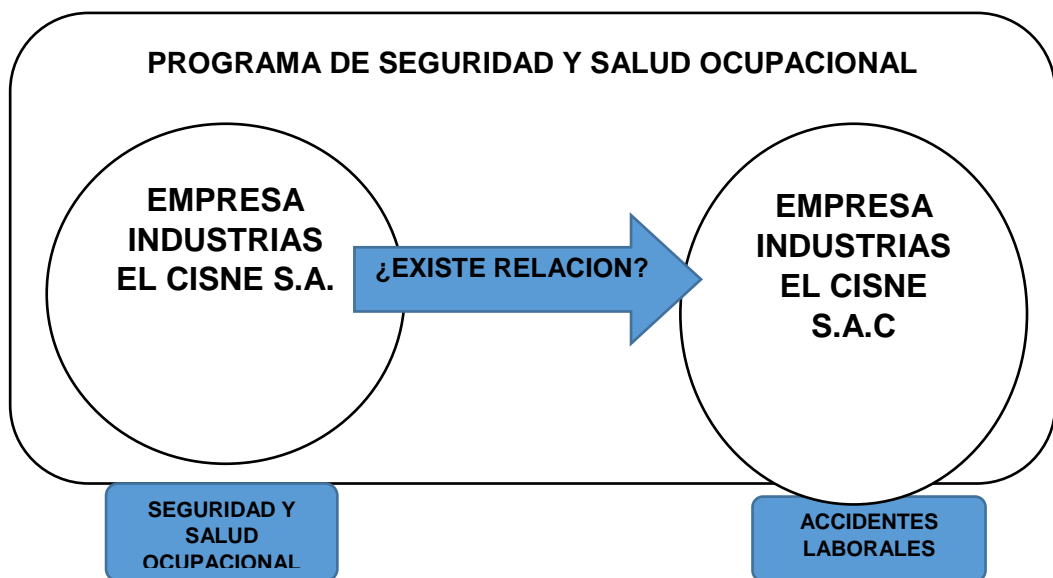 PROGRAMA DE SEGURIDAD Y SALUD OCUPACIONAL
EMPRESA
INDUSTRIAS
EL CISNE S.A.
¿EXISTE RELACION?
EMPRESA
INDUSTRIAS
EL CISNE
S.A.C
SEGURIDAD Y
SALUD
OCUPACIONAL
ACCIDENTES
LABORALES